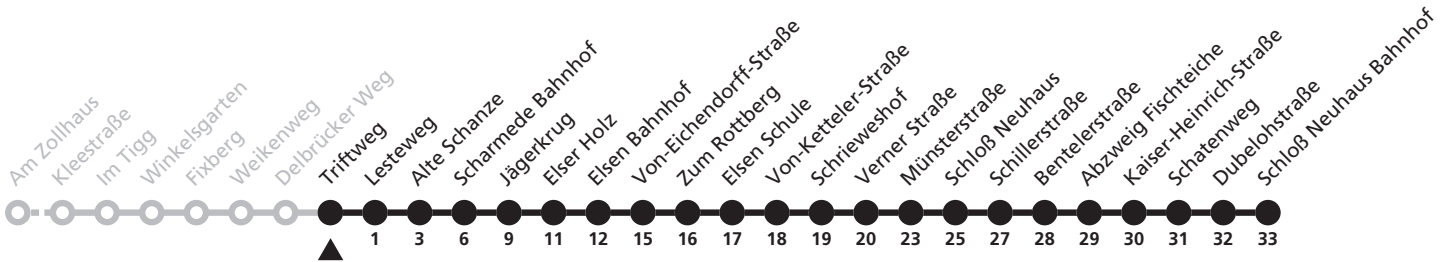 Am Zollhaus
Kleestraße
Im Tigg
Winkelsgarten
Fixberg
Weikenweg
Delbrücker Weg
Triftweg
Lesteweg
Alte Schanze
Scharmede Bahnhof
Jägerkrug
Elser Holz
Elsen Bahnhof
Von-Eichendorff-Straße
Zum Rottberg
Elsen Schule
Von-Ketteler-Straße
Schrieweshof
Verner Straße
Münsterstraße
Schloß Neuhaus
Schillerstraße
Bentelerstraße
Abzweig Fischteiche
Kaiser-Heinrich-Straße
Schatenweg
Dubelohstraße
Schloß Neuhaus Bahnhof
1 3 6 9 11 12 15 16 17 18 19 20 23 25 27 28 29 30 31 32 33